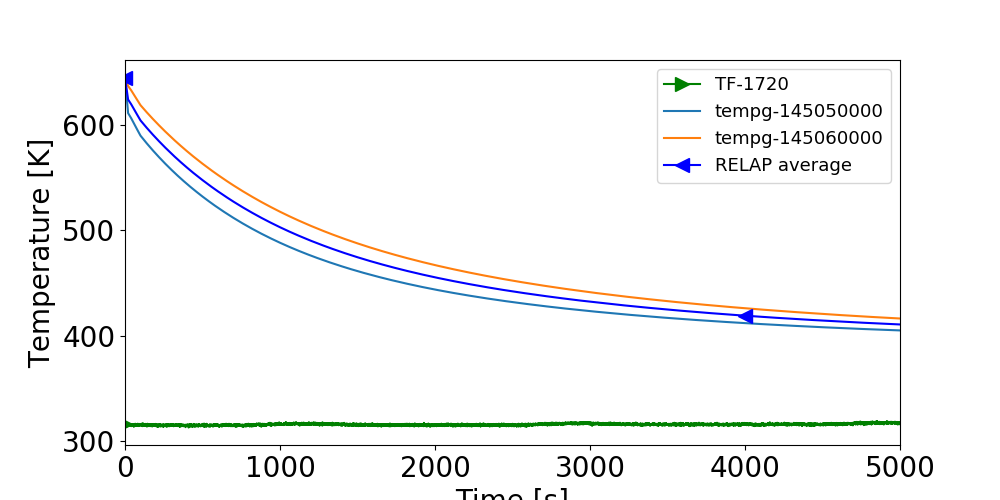 TF-1720
tempg-145050000
tempg-145060000
RELAP average
Temperature [K]
600
500
400
300
0 1000 2000 3000 4000 5000
Time [s]